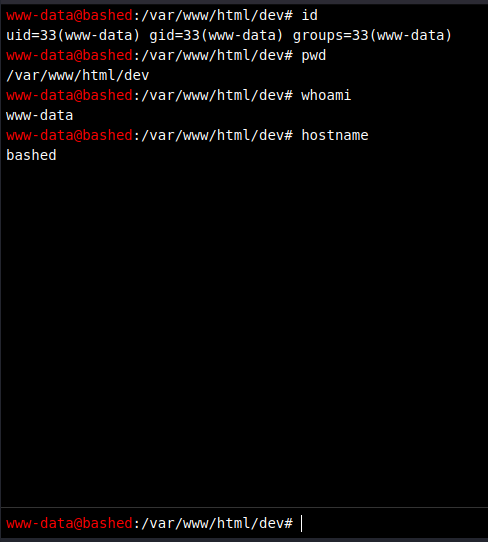 www-data@bashed:/var/www/html/dev# id
uid=33(www-data) gid=33(www-data) groups=33(www-data)
www-data@bashed:/var/www/html/dev# pwd
/var/www/html/dev
www-data@bashed:/var/www/html/dev# whoami
www-data
www-data@bashed:/var/www/html/dev# hostname
bashed
www-data@bashed:/var/www/html/dev#